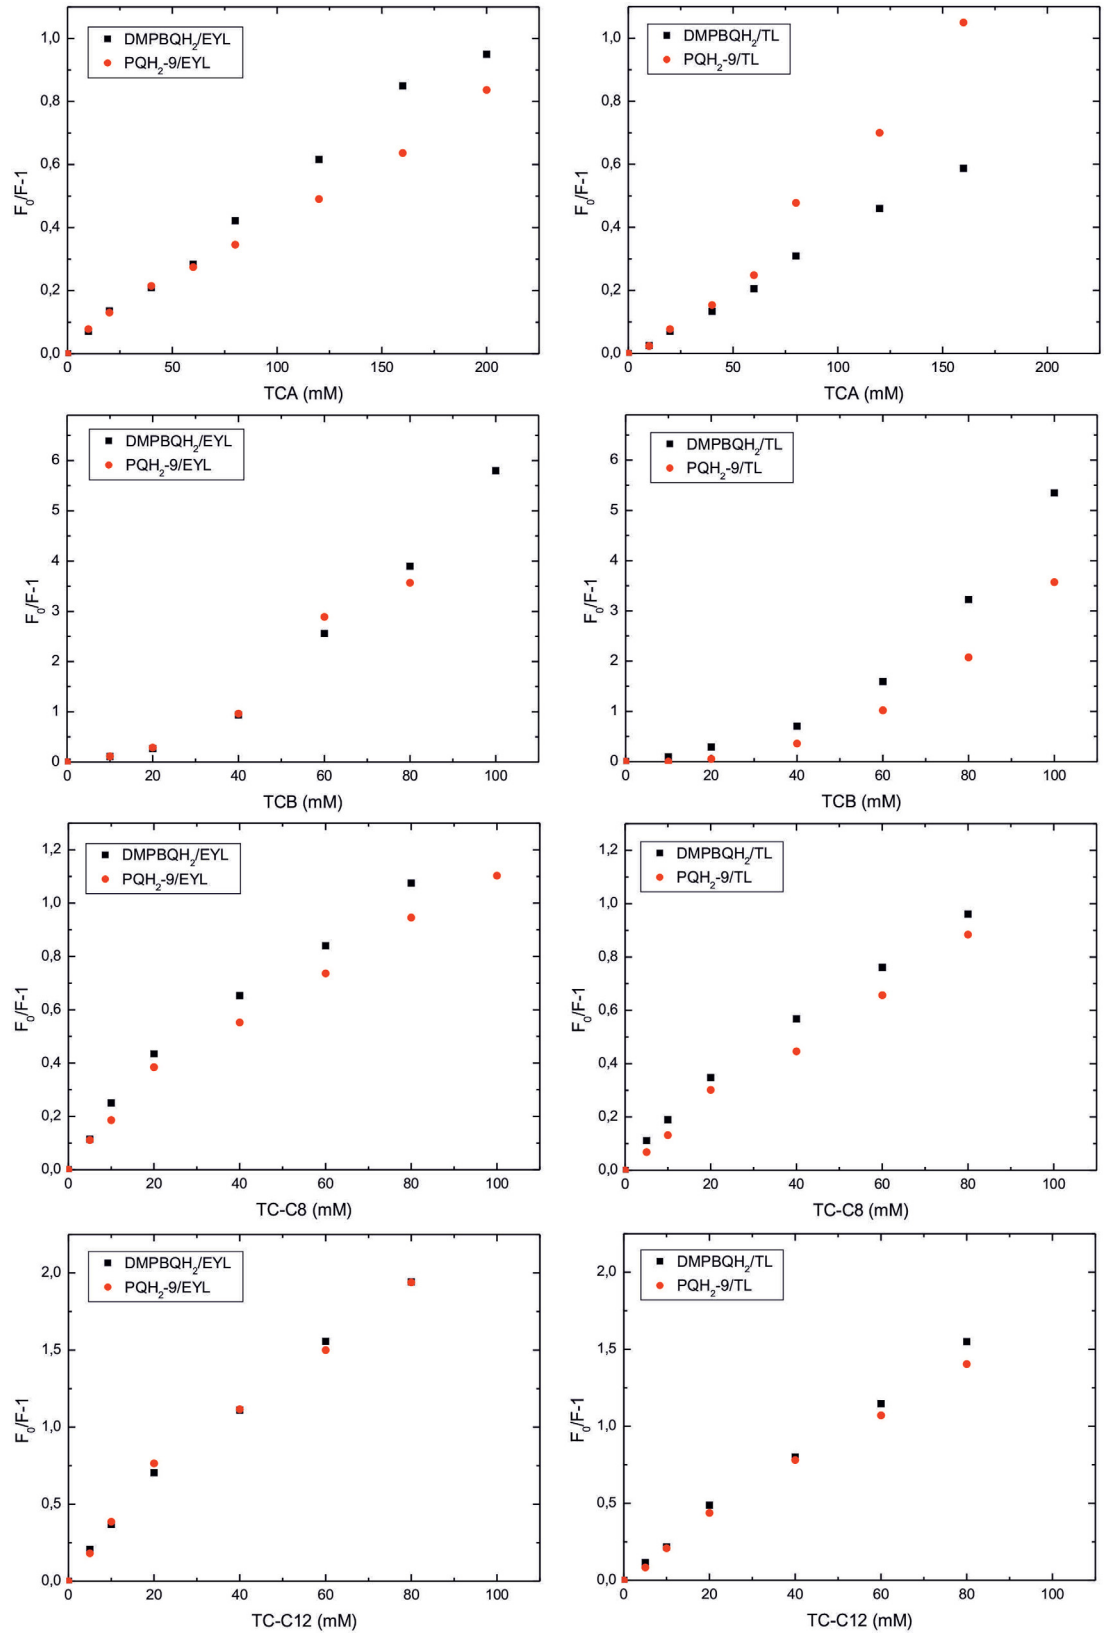 DMPBQH2/EYL
PQH2-9/EYL
1,0
0,8
0,6
0,4
0,2
0,0
F0/F-1
0 50 100 150 200
TCA (mM)
DMPBQH2/TL
PQH2-9/TL
1,0
0,8
0,6
0,4
0,2
0,0
F0/F-1
0 50 100 150 200
TCA (mM)
DMPBQH2/EYL
PQH2-9/EYL
6
5
4
3
2
1
0
F0/F-1
0 20 40 60 80 100
TCB (mM)
DMPBQH2/TL
PQH2-9/TL
6
5
4
3
2
1
0
F0/F-1
0 20 40 60 80 100
TCB (mM)
DMPBQH2/EYL
PQH2-9/EYL
1,2
1,0
0,8
0,6
0,4
0,2
0,0
F0/F-1
0 20 40 60 80 100
TC-C8 (mM)
DMPBQH2/TL
PQH2-9/TL
1,2
1,0
0,8
0,6
0,4
0,2
0,0
F0/F-1
0 20 40 60 80 100
TC-C8 (mM)
DMPBQH2/EYL
PQH2-9/EYL
2,0
1,5
1,0
0,5
0,0
F0/F-1
0 20 40 60 80 100
TC-C12 (mM)
DMPBQH2/TL
PQH2-9/TL
2,0
1,5
1,0
0,5
0,0
F0/F-1
0 20 40 60 80 100
TC-C12 (mM)